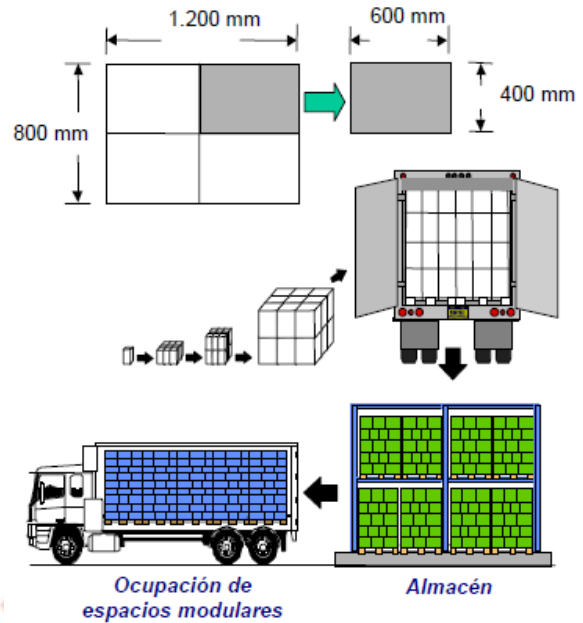 1.200 mm
600 mm
800 mm
400 mm
Ocupación de
espacios modulares
Almacén